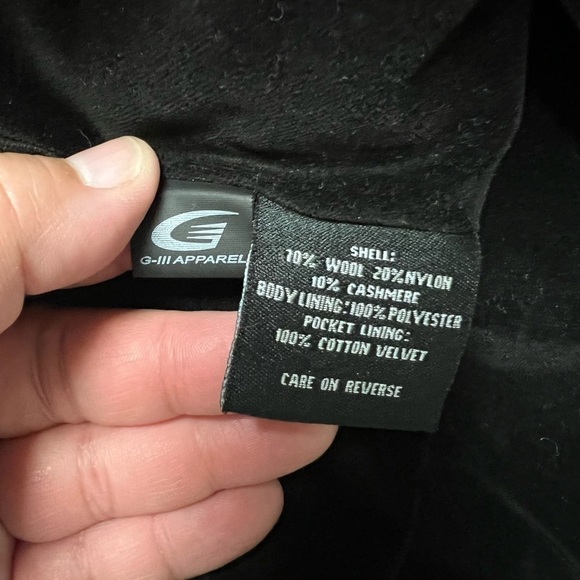 G-III APPAREL
SHELL:
70% WOOL 20%NYLON
10% CASHMERE
BODY LINING:100% POLYESTER
POCKET LINING:
100% COTTON VELVET
CARE ON REVERSE